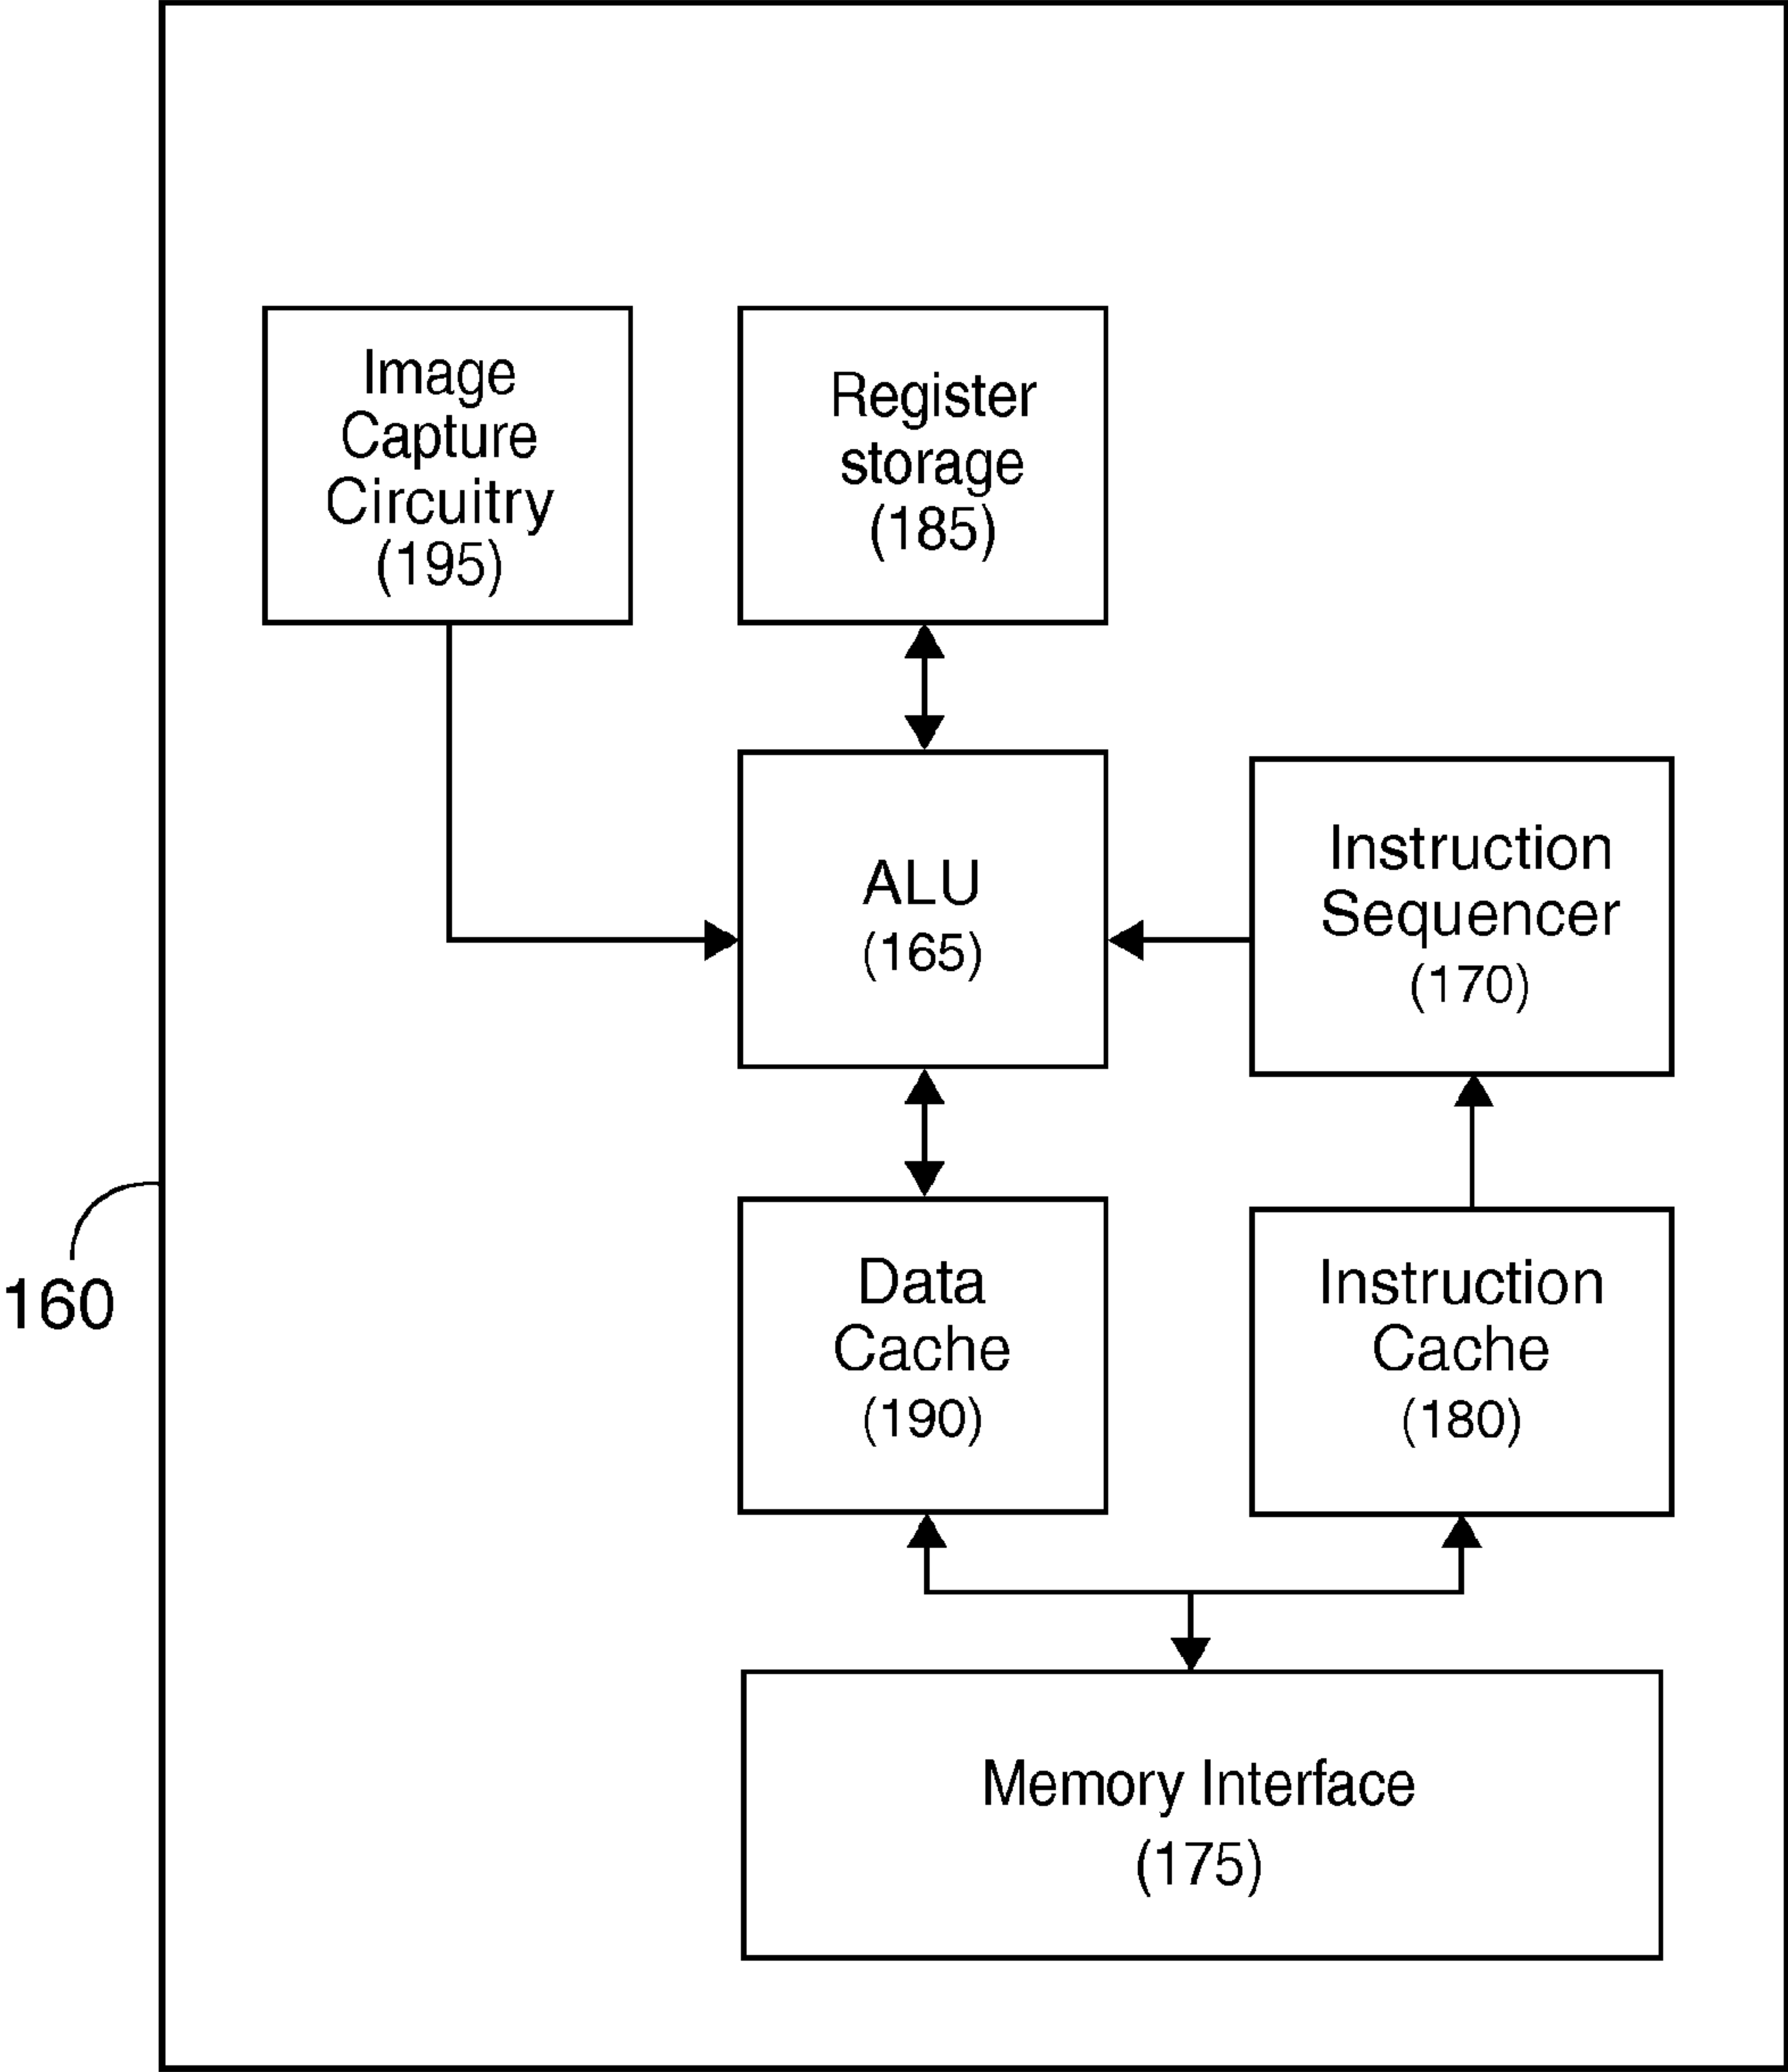 Image
Capture
Circuitry
(195)
Register
storage
(185)
ALU
(165)
Instruction
Sequencer
(170)
160
Data
Cache
(190)
Instruction
Cache
(180)
Memory Interface
(175)